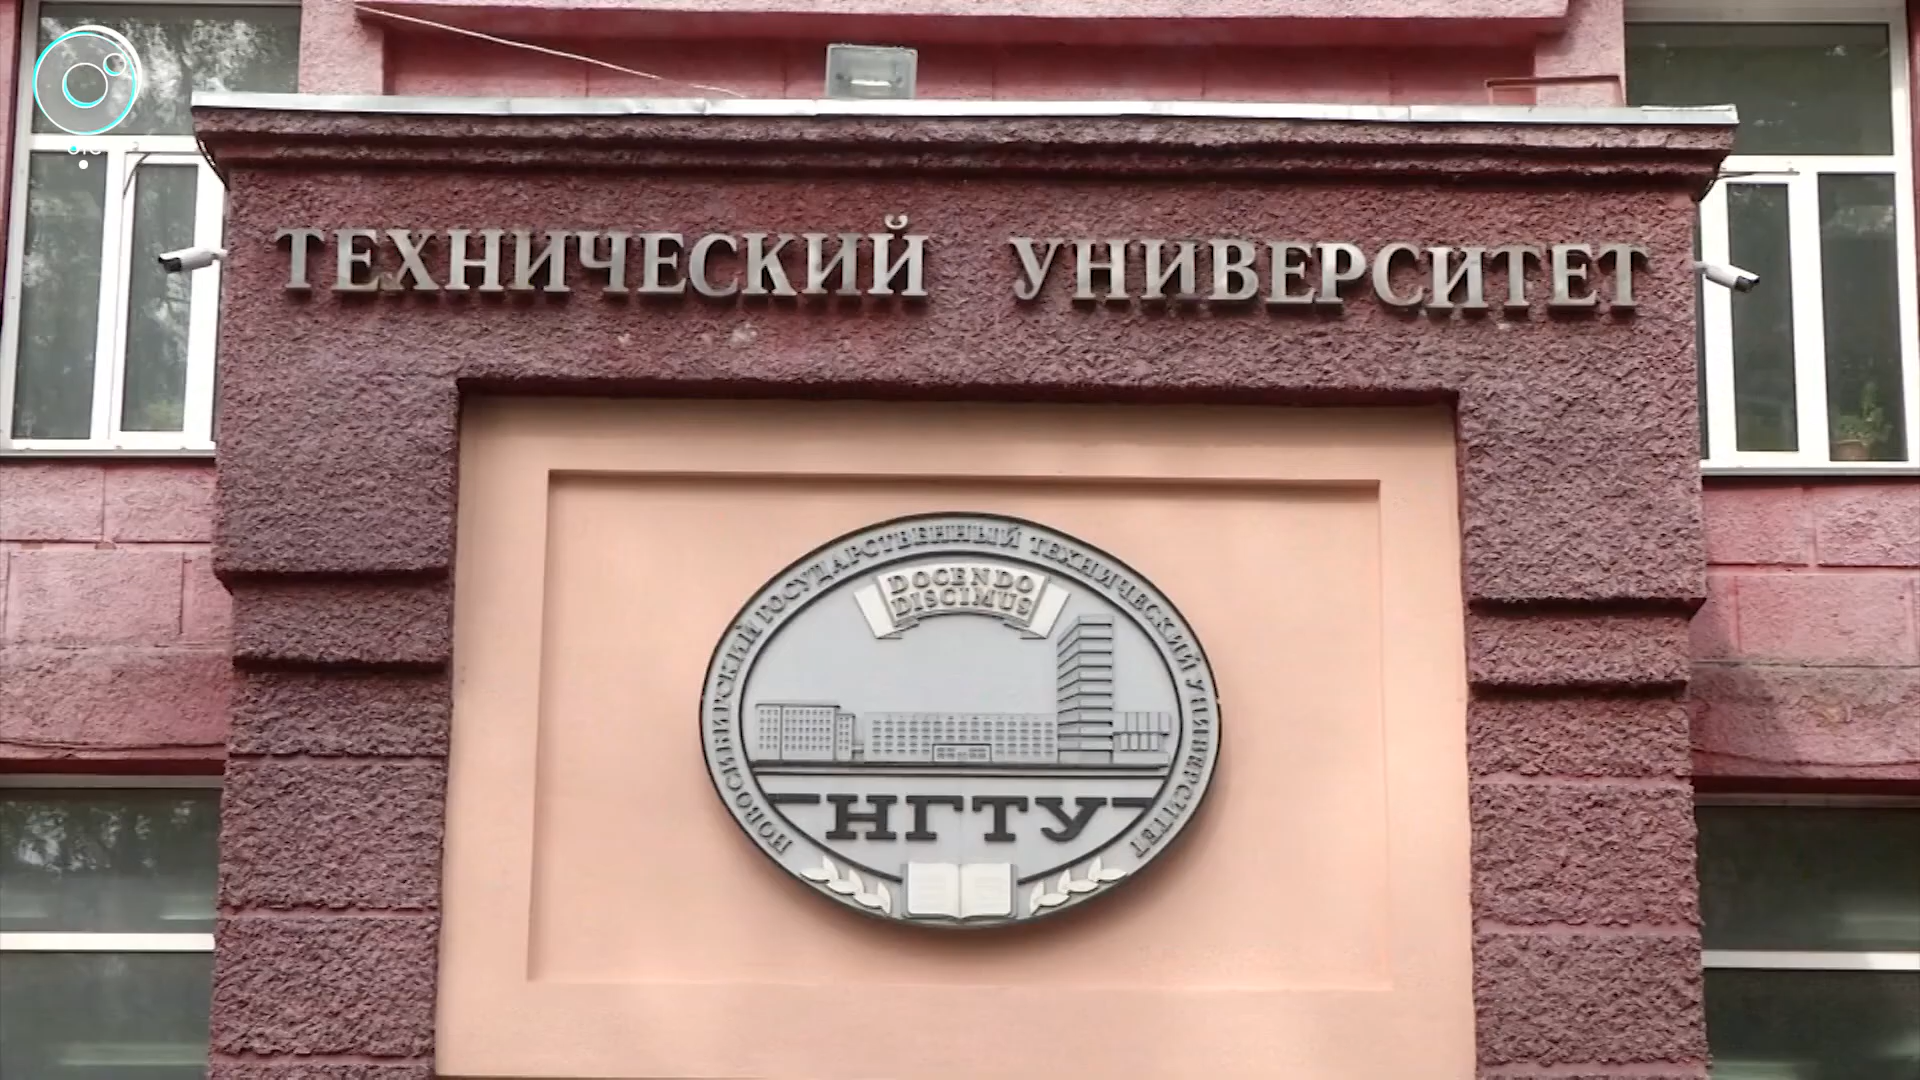 ТЕХНИЧЕСКИЙ УНИВЕРСИТЕТ
НОВОСИБИРСКИЙ ГОСУДАРСТВЕННЫЙ ТЕХНИЧЕСКИЙ УНИВЕРСИТЕТ
DOCENDO
DISCIMUS
НГТУ